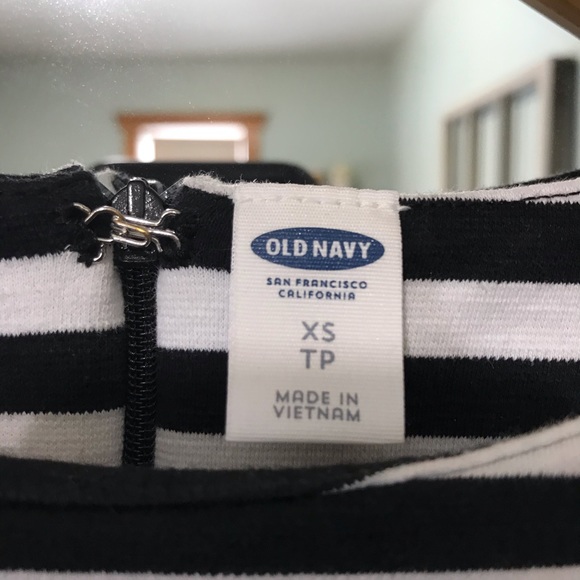 OLD NAVY
SAN FRANCISCO
CALIFORNIA
XS
TP
MADE IN
VIETNAM